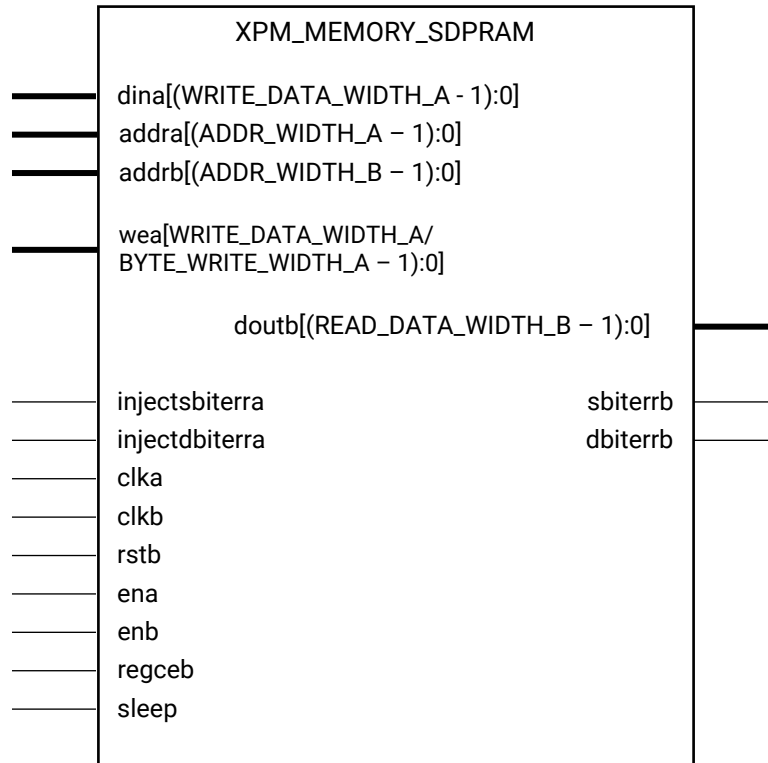 XPM_MEMORY_SDPRAM
dina[(WRITE_DATA_WIDTH_A - 1):0]
addra[(ADDR_WIDTH_A – 1):0]
addrb[(ADDR_WIDTH_B – 1):0]
wea[WRITE_DATA_WIDTH_A/
BYTE_WRITE_WIDTH_A – 1):0]
doutb[(READ_DATA_WIDTH_B – 1):0]
injectsbiterra sbiterrb
injectdbiterra dbiterrb
clka
clkb
rstb
ena
enb
regceb
sleep